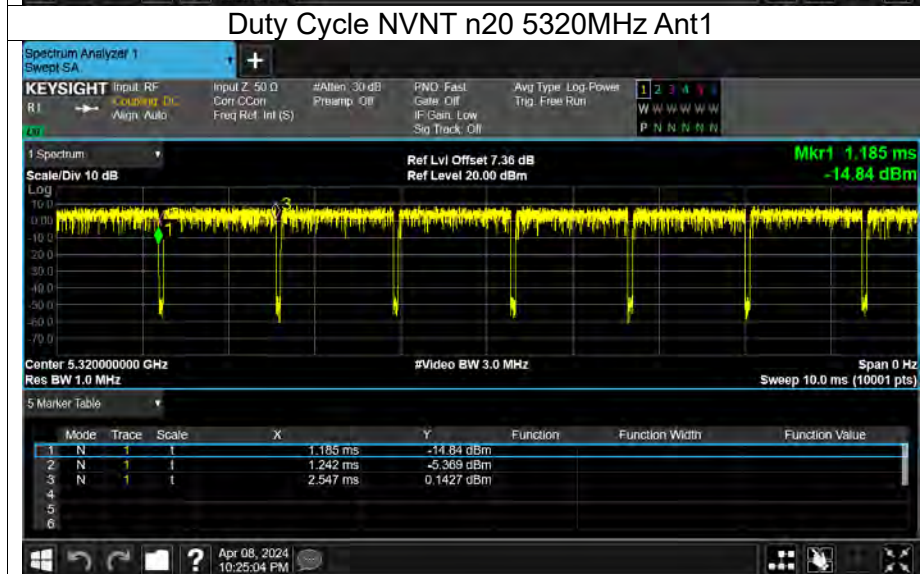 Duty Cycle NVNT n20 5320MHz Ant1
Spectrum Analyzer 1
Swept SA
+
KEYSIGHT Input: RF Input Z: 50 Ω #Atten: 30 dB PNO: Fast Avg Type: Log-Power 1 2 3 4 5 6
Coupling: DC Corr CCorr Preamp: Off Gate: Off Trig: Free Run W W W W W W
Align: Auto Freq Ref: Int (S) IF Gain: Low
Sig Track: Off P N N N N N
1 Spectrum
Ref Lvl Offset 7.36 dB Mkr1 1.185 ms
Scale/Div 10 dB Ref Level 20.00 dBm -14.84 dBm
Log
10.0
0.00
-10.0
-20.0
-30.0
-40.0
-50.0
-60.0
-70.0
1
3
Center 5.320000000 GHz #Video BW 3.0 MHz Span 0 Hz
Res BW 1.0 MHz Sweep 10.0 ms (10001 pts)
5 Marker Table
Mode Trace Scale X Y Function Function Width Function Value
1 N 1 t 1.185 ms -14.84 dBm
2 N 1 t 1.242 ms -5.369 dBm
3 N 1 t 2.547 ms 0.1427 dBm
4
5
6
? Apr 08, 2024
10:25:04 PM